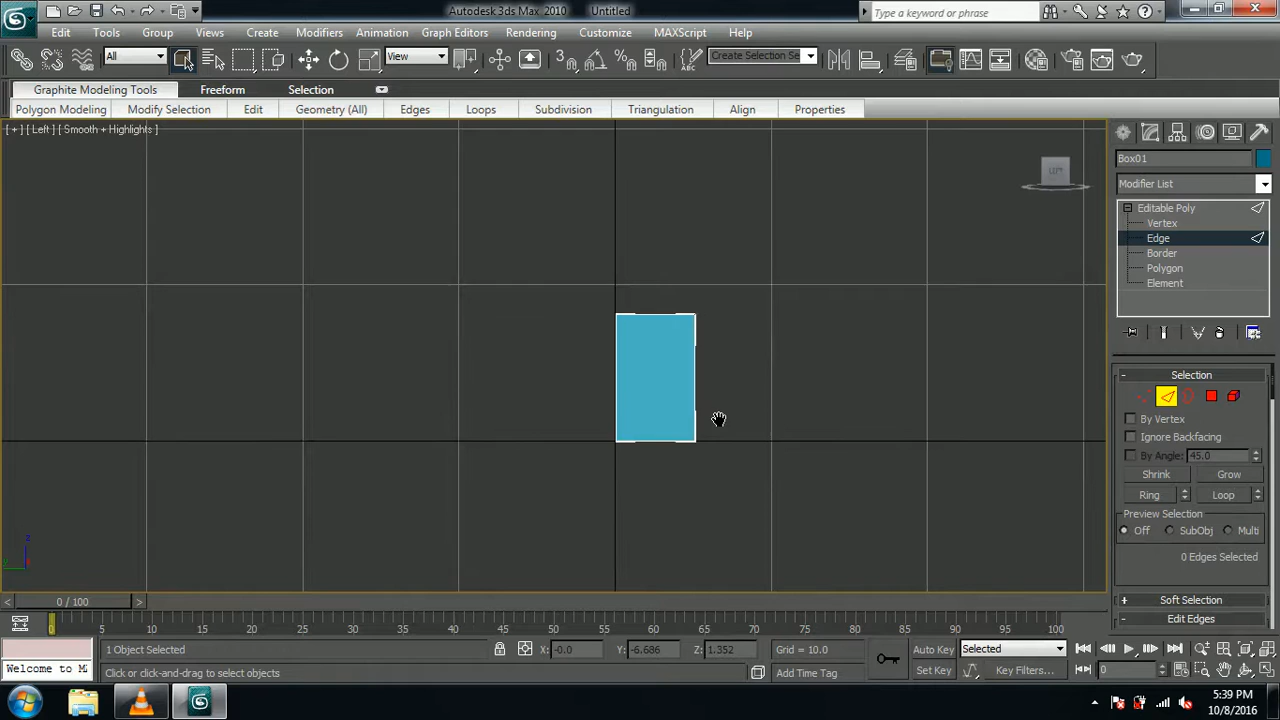 Autodesk 3ds Max 2010 Untitled
Type a keyword or phrase
Edit Tools Group Views Create Modifiers Animation Graph Editors Rendering Customize MAXScript Help
All View 3 Create Selection Se
Graphite Modeling Tools Freeform Selection
Polygon Modeling Modify Selection Edit Geometry (All) Edges Loops Subdivision Triangulation Align Properties
[ + ] [ Left ] [ Smooth + Highlights ]
Box01
Modifier List
Editable Poly
Vertex
Edge
Border
Polygon
Element
- Selection
By Vertex
Ignore Backfacing
By Angle: 45.0
Shrink Grow
Ring Loop
Preview Selection
Off SubObj Multi
0 Edges Selected
+ Soft Selection
Edit Edges
z
< 0 / 100 >
0 5 10 15 20 25 30 35 40 45 50 55 60 65 70 75 80 85 90 95 100
1 Object Selected X: -0.0 Y: -6.686 Z: 1.352 Grid = 10.0 Auto Key Selected
Welcome to M Click or click-and-drag to select objects Add Time Tag Set Key Key Filters... 0
5:39 PM
10/8/2016